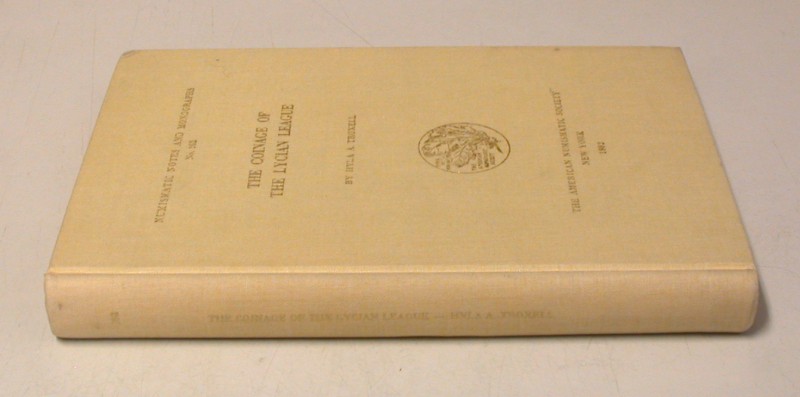 NUMISMATIC NOTES AND MONOGRAPHS
No. 162
THE COINAGE OF
THE LYCIAN LEAGUE
BY HYLA A. TROXELL
THE AMERICAN NUMISMATIC SOCIETY
NEW YORK
1982
162
THE COINAGE OF THE LYCIAN LEAGUE — HYLA A. TROXELL